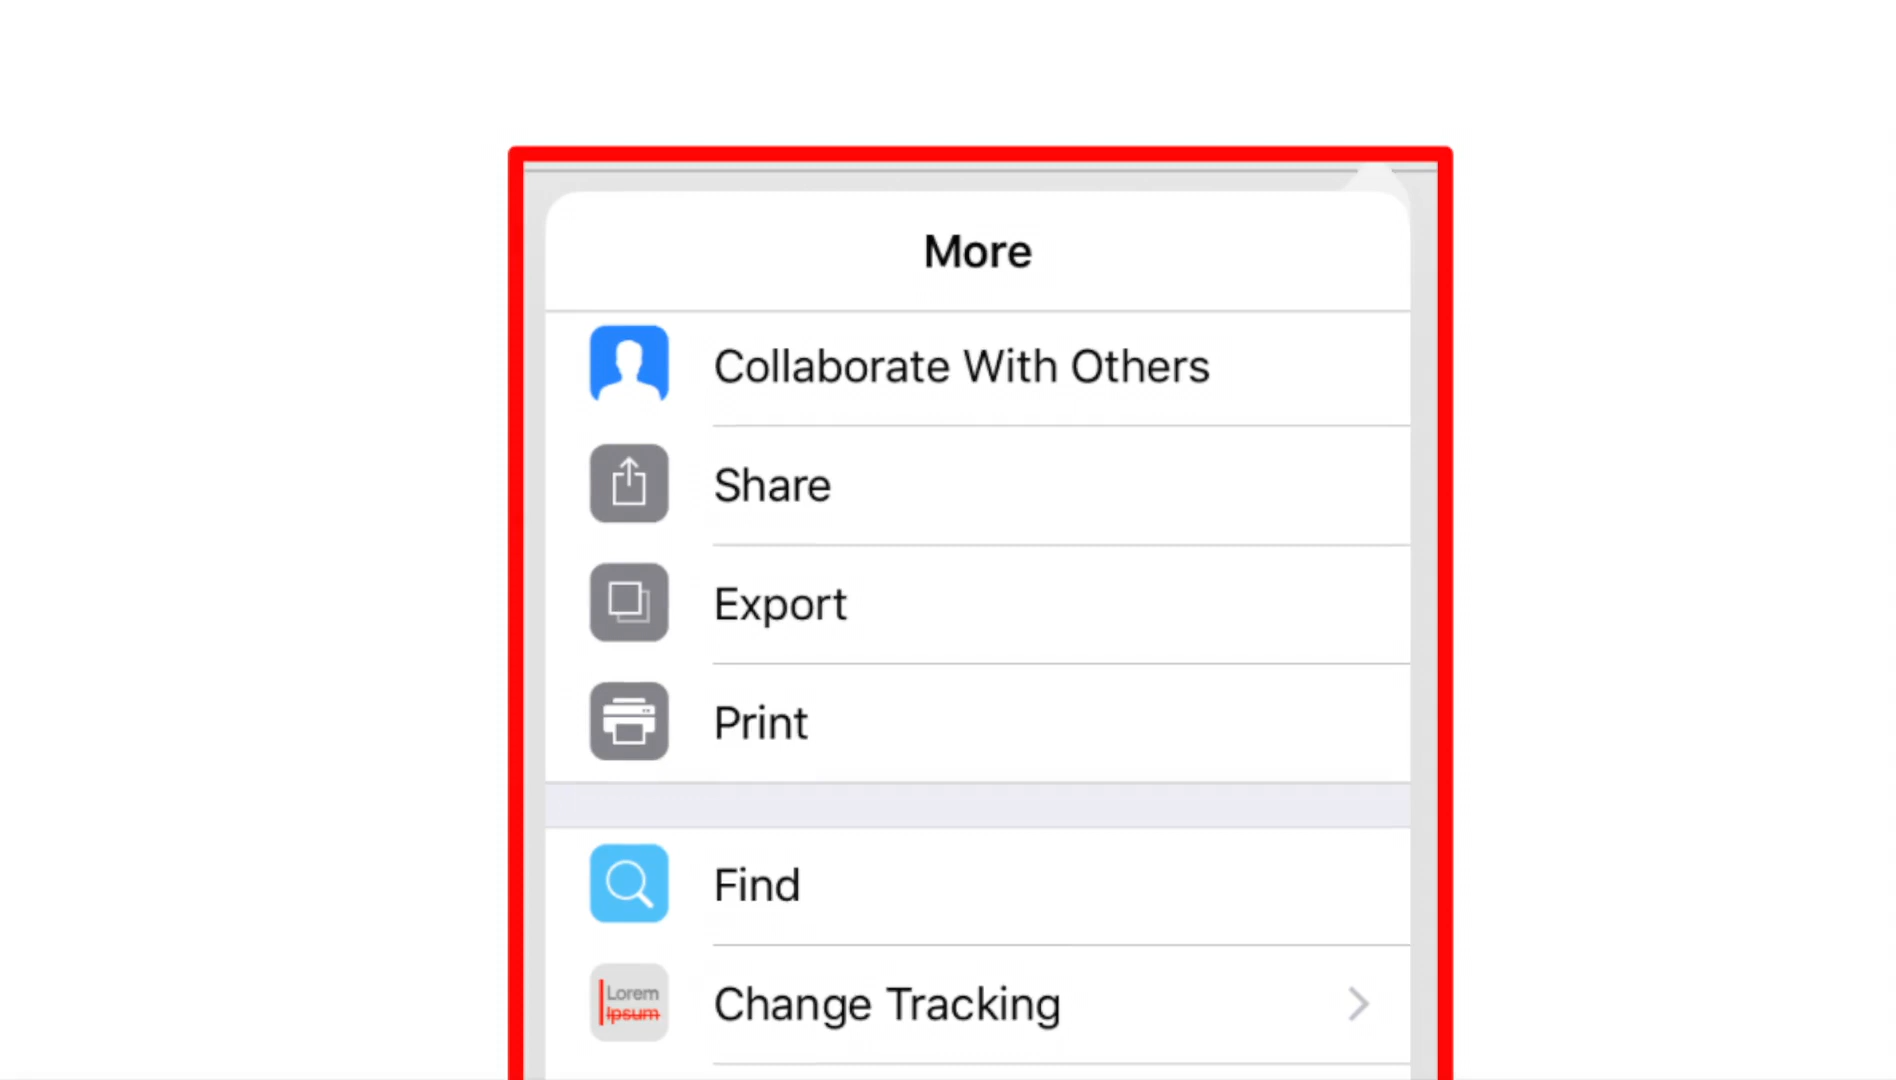 More
Collaborate With Others
Share
Export
Print
Find
Lorem
Ipsum
Change Tracking